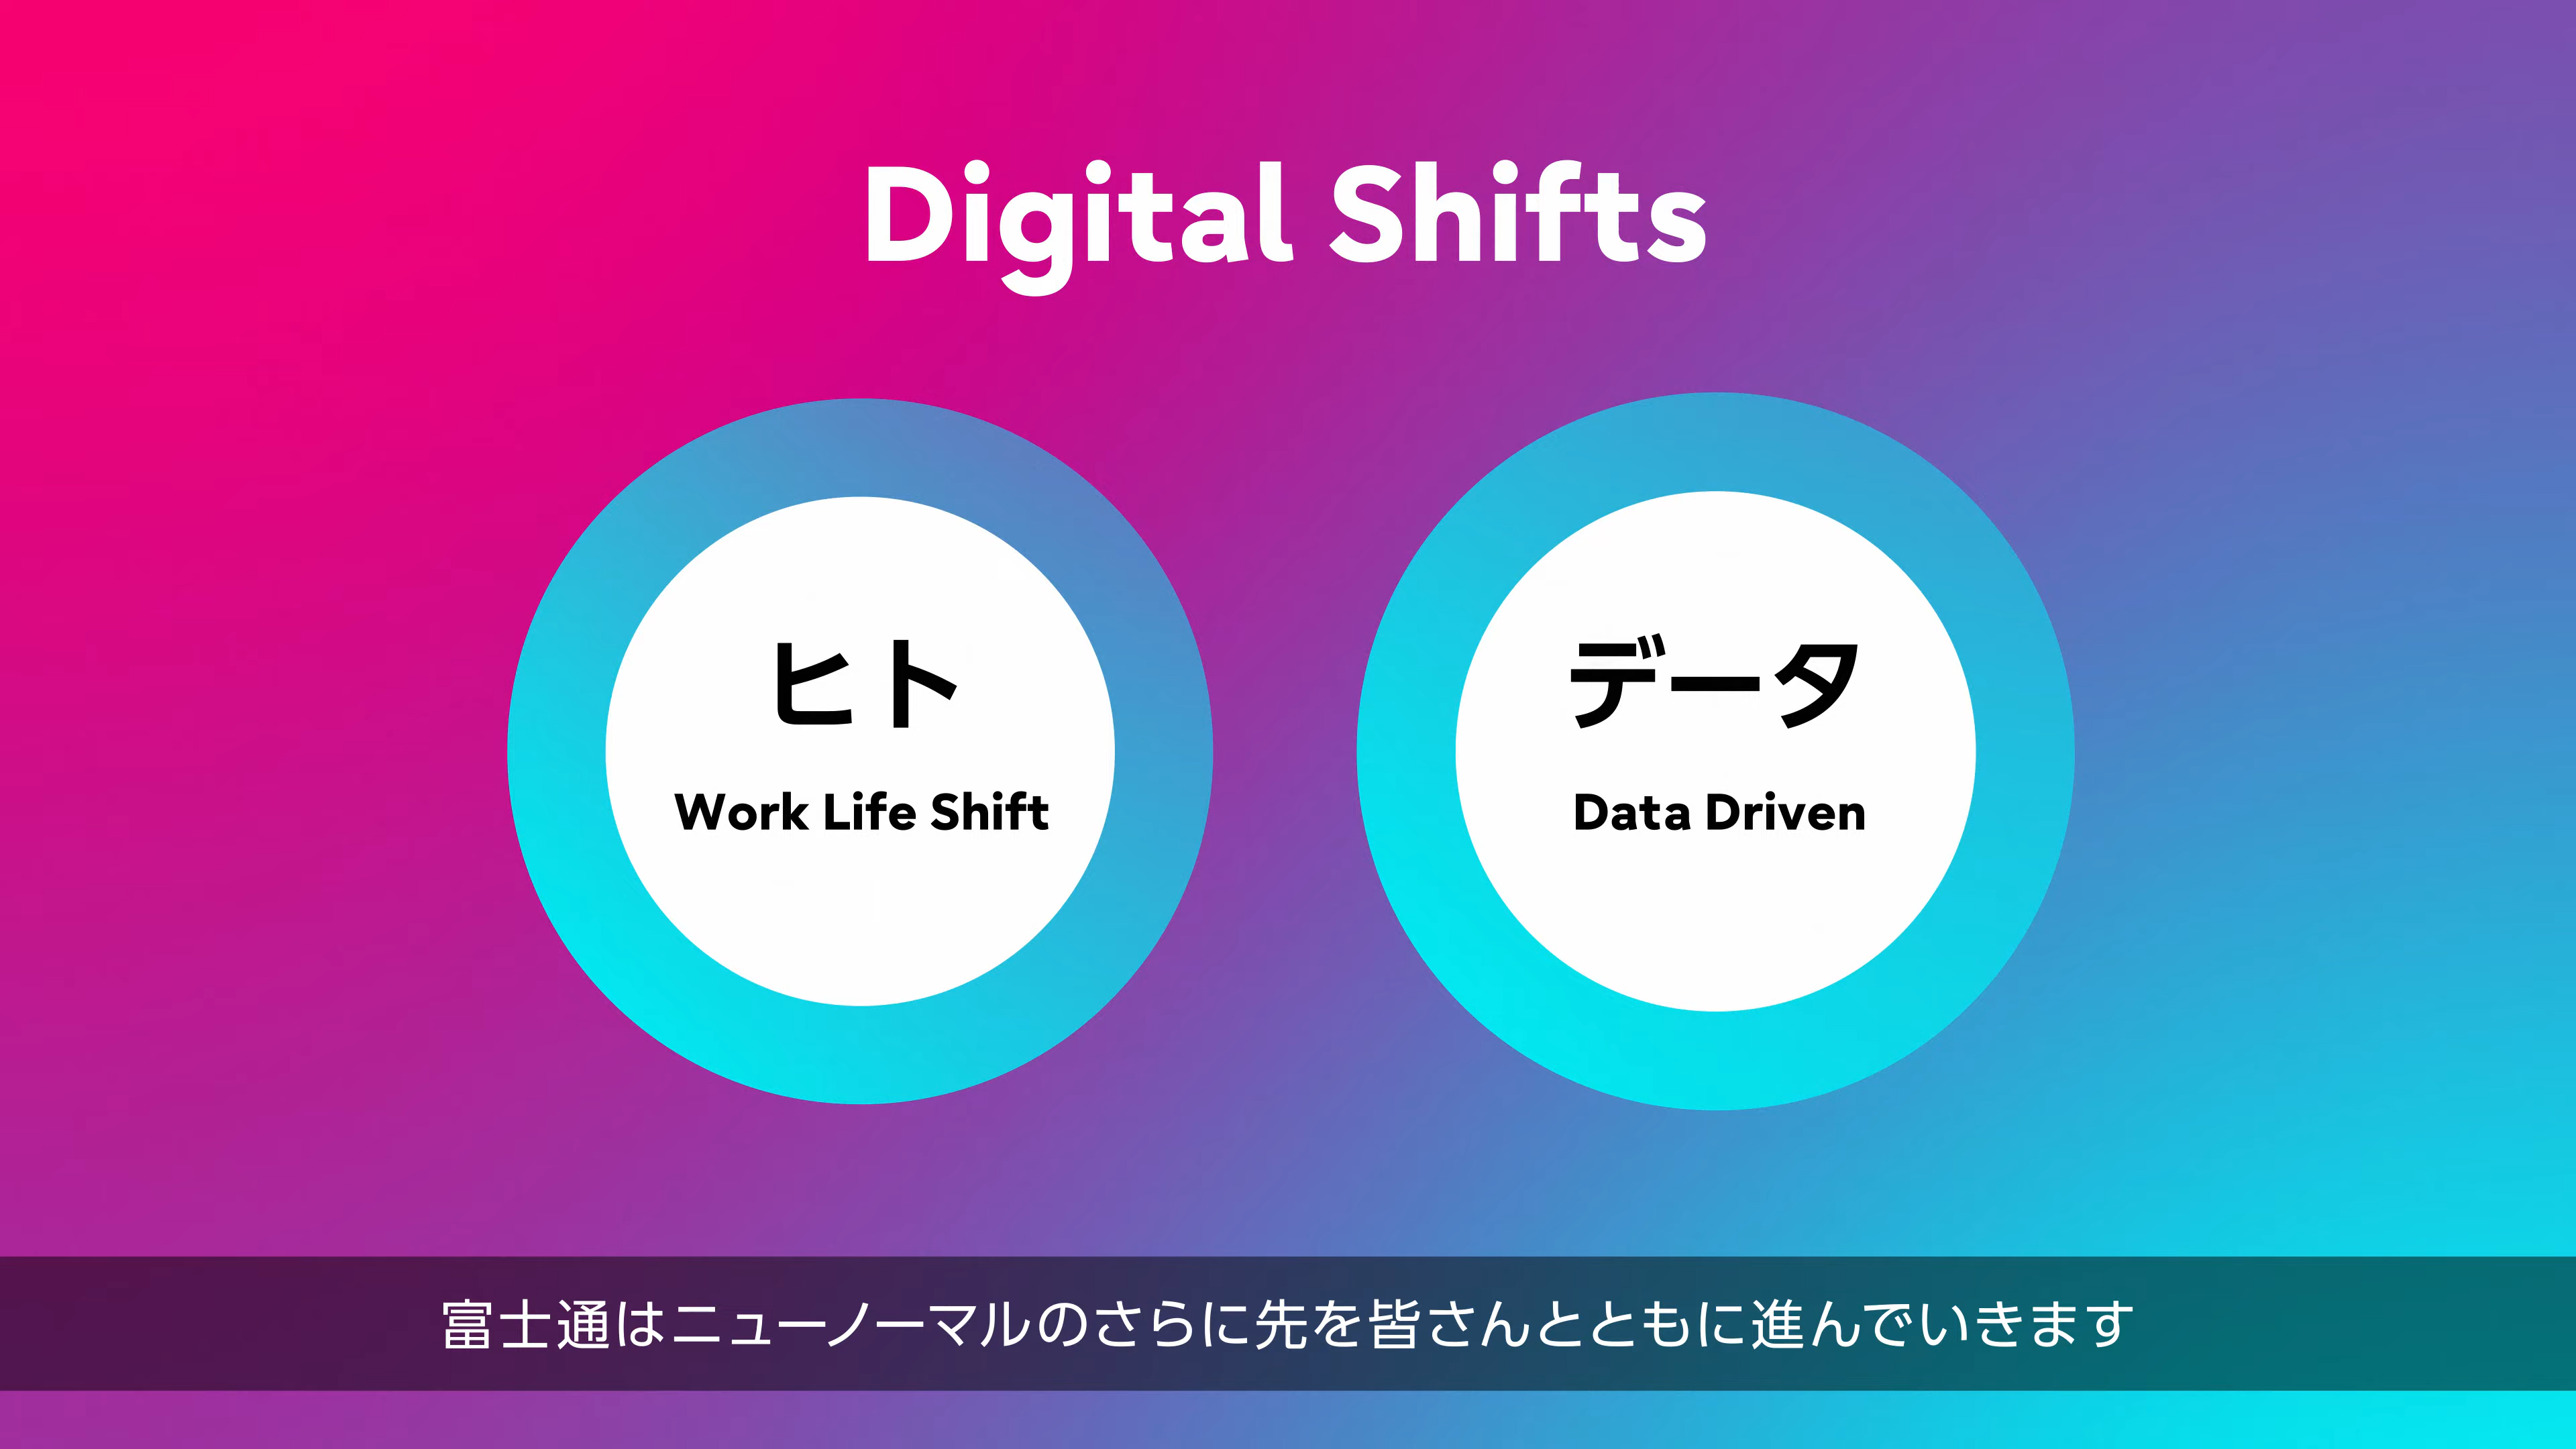 Digital Shifts
ヒト
Work Life Shift
データ
Data Driven
富士通はニューノーマルのさらに先を皆さんとともに進んでいきます